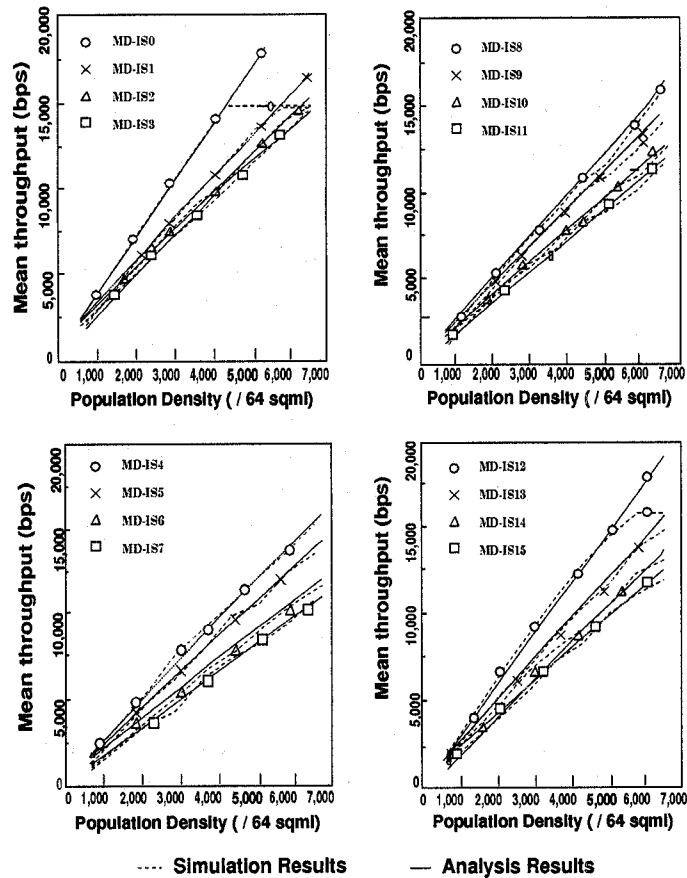 MD-IS0
MD-IS1
MD-IS2
MD-IS3
Mean throughput (bps)
20,000
15,000
10,000
5,000
0
0 1,000 2,000 3,000 4,000 5,000 6,000 7,000
Population Density ( / 64 sqml)
MD-IS8
MD-IS9
MD-IS10
MD-IS11
Mean throughput (bps)
20,000
15,000
10,000
5,000
0
0 1,000 2,000 3,000 4,000 5,000 6,000 7,000
Population Density ( / 64 sqml)
MD-IS4
MD-IS5
MD-IS6
MD-IS7
Mean throughput (bps)
20,000
15,000
10,000
5,000
0
0 1,000 2,000 3,000 4,000 5,000 6,000 7,000
Population Density ( / 64 sqml)
MD-IS12
MD-IS13
MD-IS14
MD-IS15
Mean throughput (bps)
20,000
15,000
10,000
5,000
0
0 1,000 2,000 3,000 4,000 5,000 6,000 7,000
Population Density ( / 64 sqml)
Simulation Results
Analysis Results